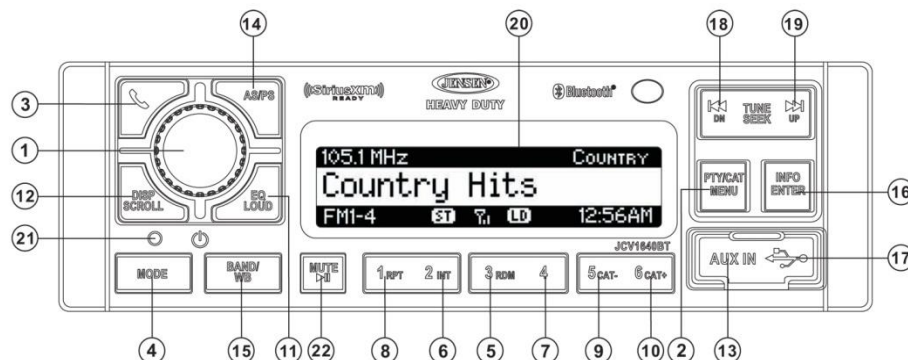 14
20
18
19
3
AS/PS
((SiriusXM))
READY
JENSEN
HEAVY DUTY
Bluetooth
DN
TUNE
SEEK
UP
1
105.1 MHz COUNTRY
Country Hits
FM1-4 ST LD 12:56AM
12
DISP
SCROLL
EQ
LOUD
PTY/CAT
MENU
INFO
ENTER
16
21
JCV1640BT
MODE
BAND/
WB
MUTE
1 RPT
2 INT
3 RDM
4
5 CAT-
6 CAT+
AUX IN
17
4
15
11
22
8
6
5
7
9
10
2
13